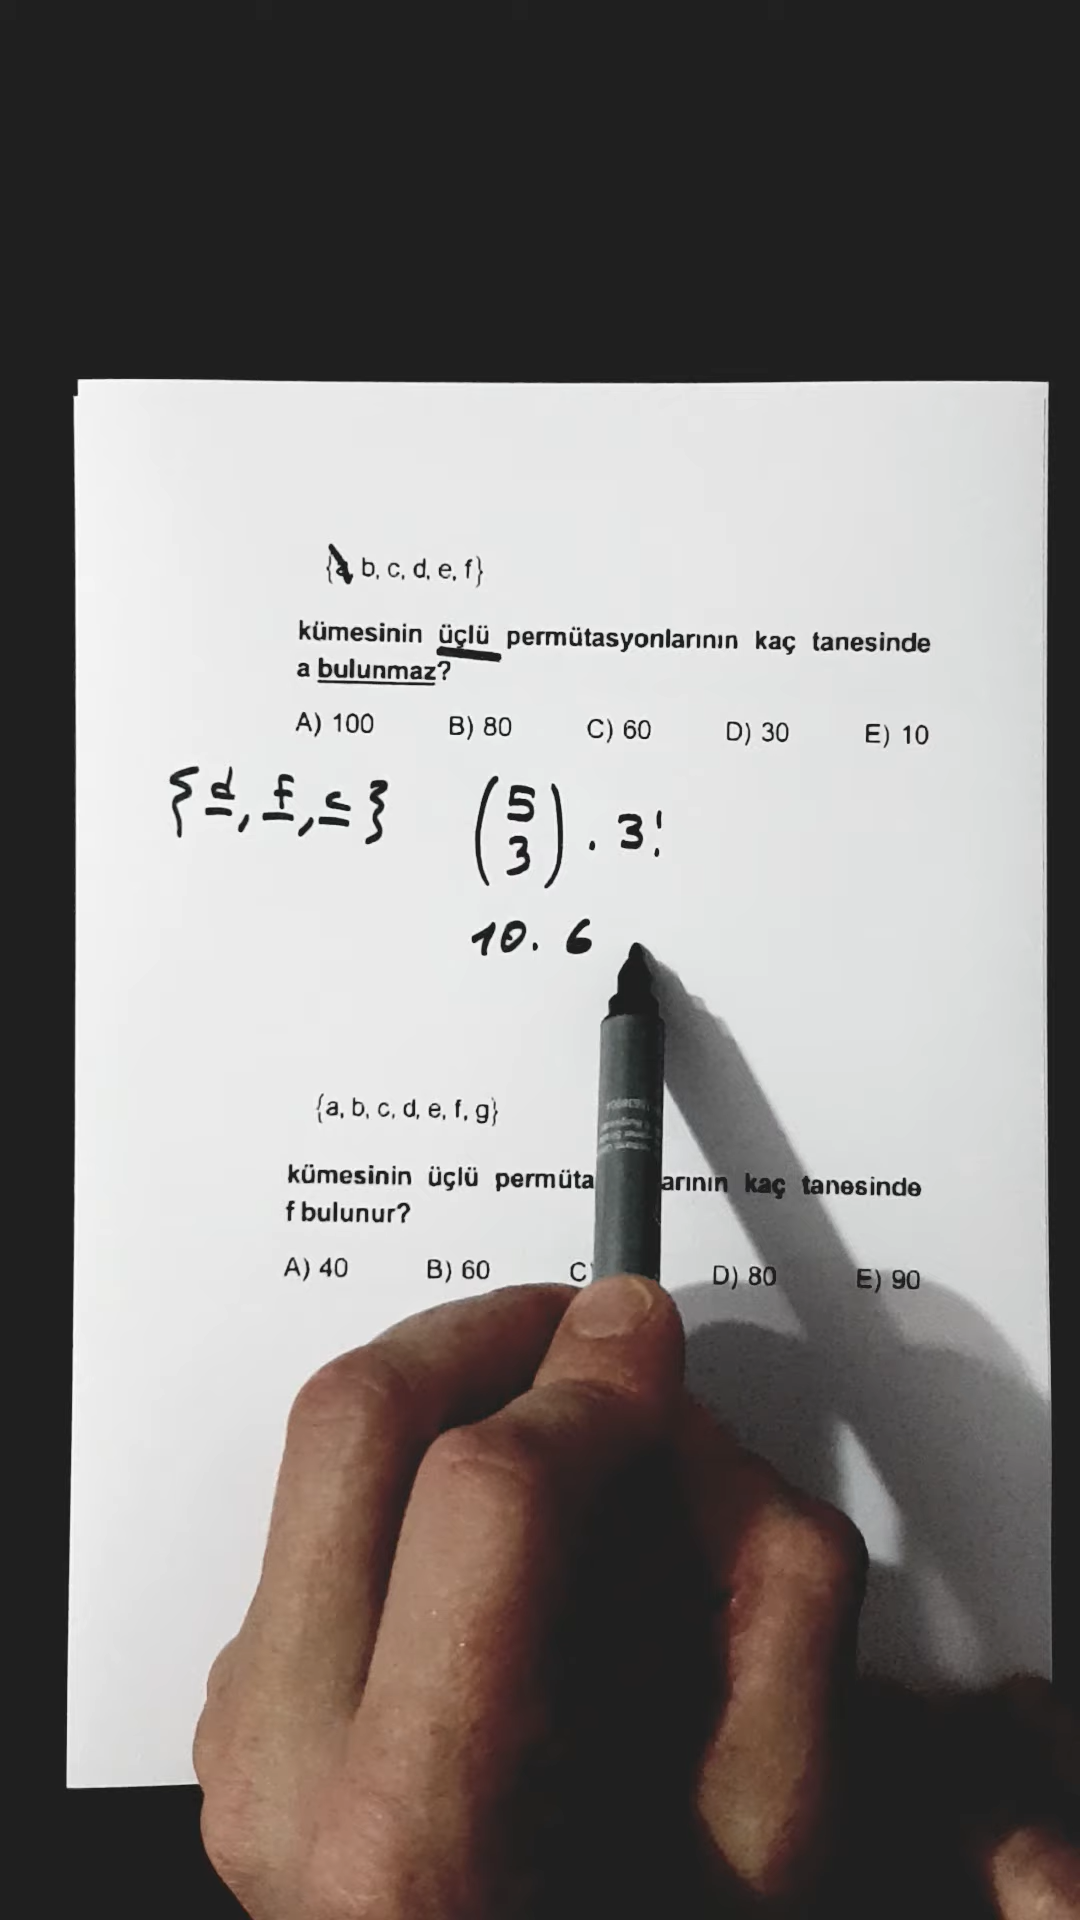 {a, b, c, d, e, f}
kümesinin üçlü permütasyonlarının kaç tanesinde
a bulunmaz?
A) 100 B) 80 C) 60 D) 30 E) 10
{d, f, c} (5 3) . 3!
10. 6
{a, b, c, d, e, f, g}
kümesinin üçlü permüta arının kaç tanesinde
f bulunur?
A) 40 B) 60 C D) 80 E) 90